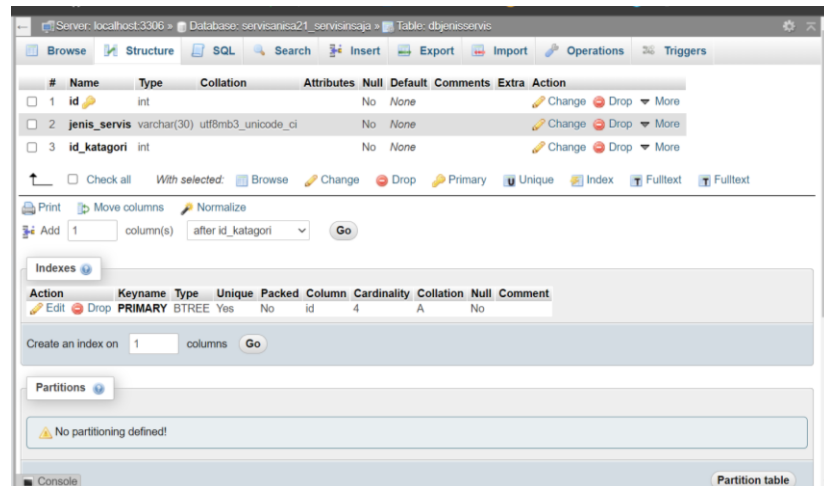 Server: localhost:3306 » Database: servisanisa21_servisinsaja » Table: dbjenisservis
Browse Structure SQL Search Insert Export Import Operations Triggers
# Name Type Collation Attributes Null Default Comments Extra Action
1 id int No None Change Drop More
2 jenis_servis varchar(30) utf8mb3_unicode_ci No None Change Drop More
3 id_katagori int No None Change Drop More
Check all With selected: Browse Change Drop Primary Unique Index Fulltext Fulltext
Print Move columns Normalize
Add 1 column(s) after id_katagori Go
Indexes
Action Keyname Type Unique Packed Column Cardinality Collation Null Comment
Edit Drop PRIMARY BTREE Yes No id 4 A No
Create an index on 1 columns Go
Partitions
No partitioning defined!
Console Partition table